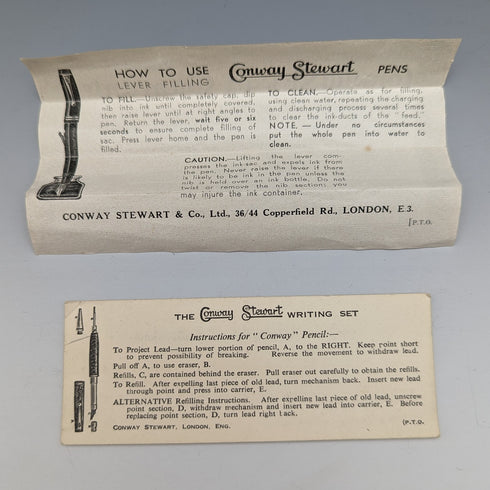 HOW TO USE Conway Stewart PENS
LEVER FILLING
TO FILL.—Unscrew the safety cap, dip
nib into ink until completely covered,
then raise lever until at right angles to
pen. Return the lever, wait five or six
seconds to ensure complete filling of
sac. Press lever home and the pen is
filled.
TO CLEAN.—Operate as for filling,
using clean water, repeating the charging
and discharging process several times
to clear the ink-ducts of the "feed."
NOTE. — Under no circumstances
put the whole pen into water to
clean.
CAUTION.—Lifting the lever com-
presses the ink-sac and expels ink from
the pen. Never raise the lever if there
is likely to be ink in the pen unless the
nib is held over an ink bottle. Do not
twist or remove the nib section; you
may injure the ink container.
CONWAY STEWART & Co., Ltd., 36/44 Copperfield Rd., LONDON, E.3.
[P.T.O.
THE Conway Stewart WRITING SET
Instructions for "Conway" Pencil:—
To Project Lead—turn lower portion of pencil, A, to the RIGHT. Keep point short
to prevent possibility of breaking. Reverse the movement to withdraw lead.
Pull off A, to use eraser, B.
Refills, C, are contained behind the eraser. Pull eraser out carefully to obtain the refills.
To Refill. After expelling last piece of old lead, turn mechanism back. Insert new lead
through point and press into carrier, E.
ALTERNATIVE Refilling Instructions. After expelling last piece of old lead, unscrew
point section, D, withdraw mechanism and insert new lead into carrier, E. Before
replacing point section, D, turn lead right back.
CONWAY STEWART, LONDON, ENG.
(P.T.O.